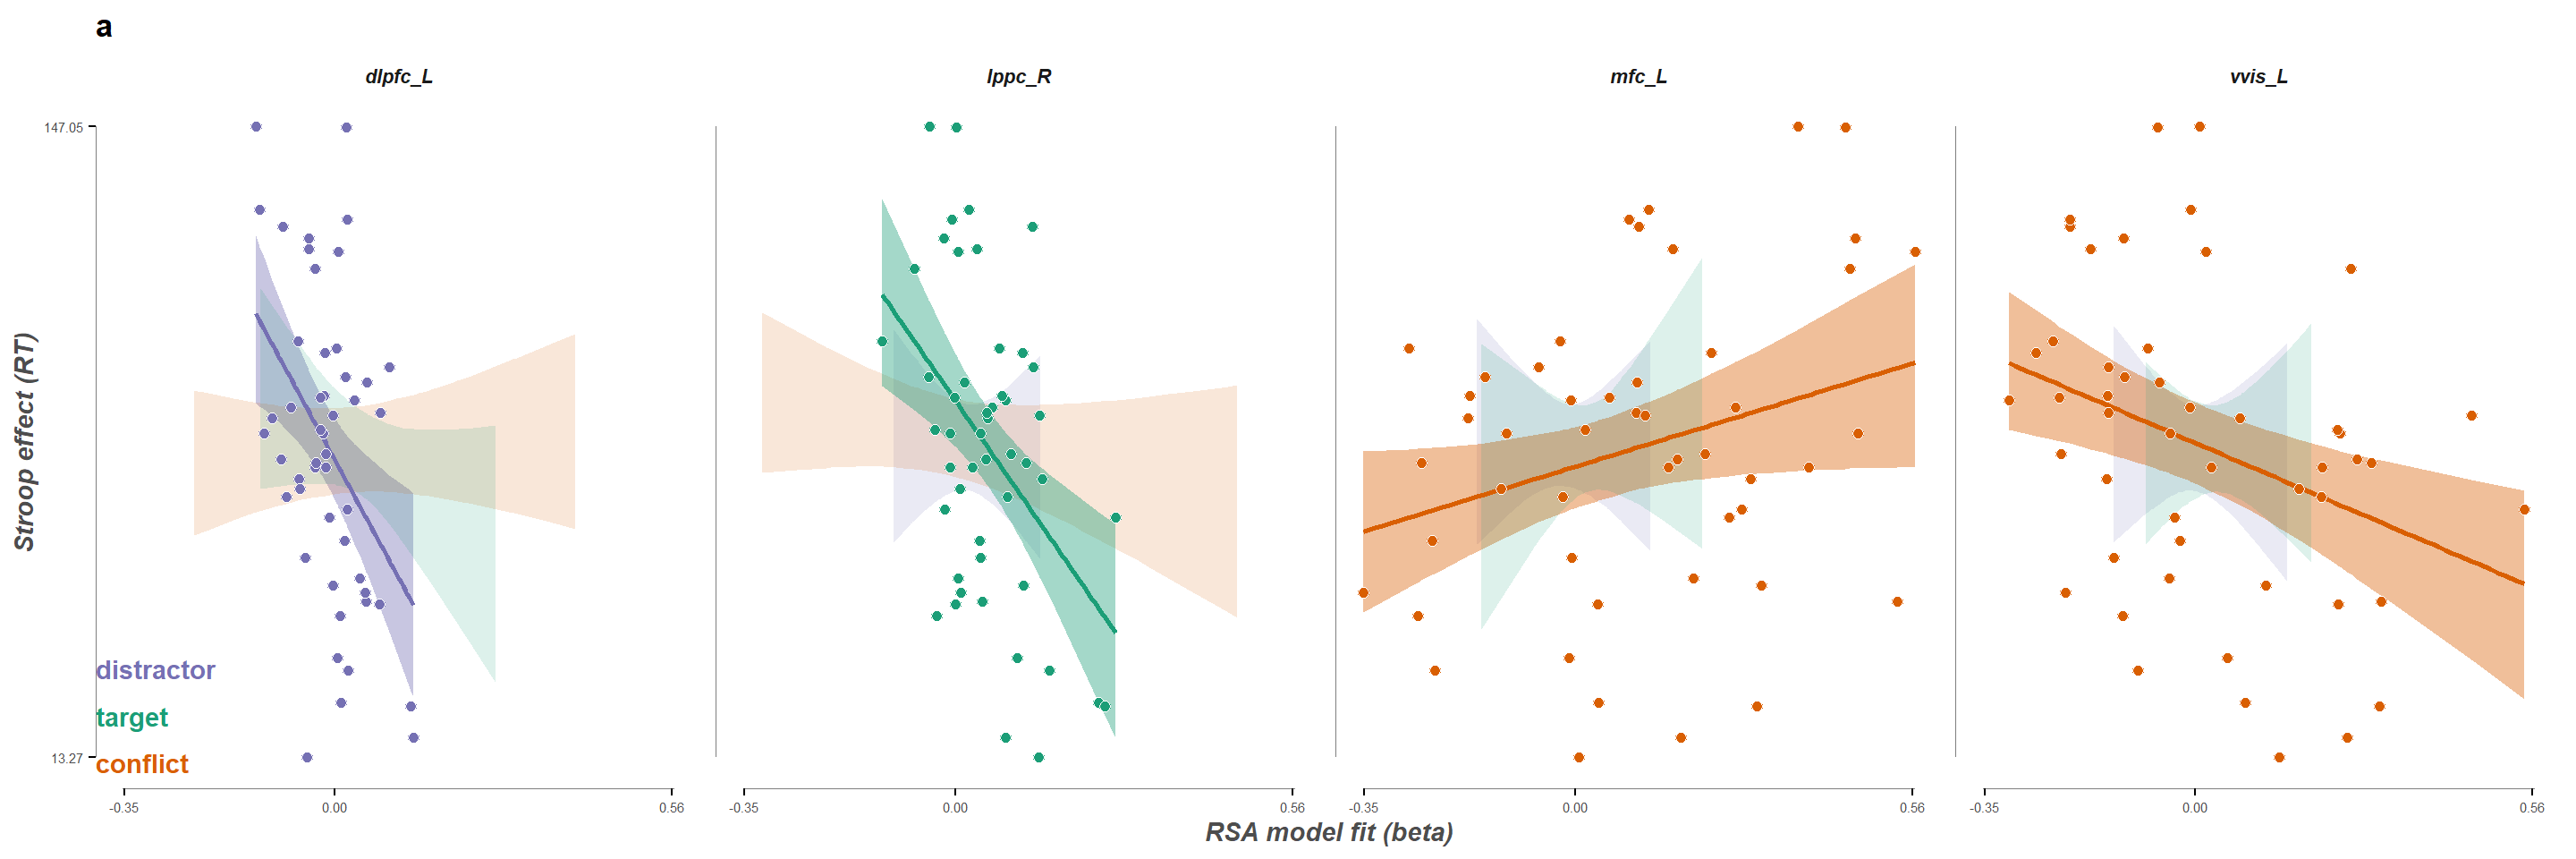 a
dlpfc_L
lppc_R
mfc_L
vvis_L
147.05
Stroop effect (RT)
distractor
target
13.27
conflict
-0.35 0.00 0.56 -0.35 0.00 0.56 -0.35 0.00 0.56 -0.35 0.00 0.56
RSA model fit (beta)